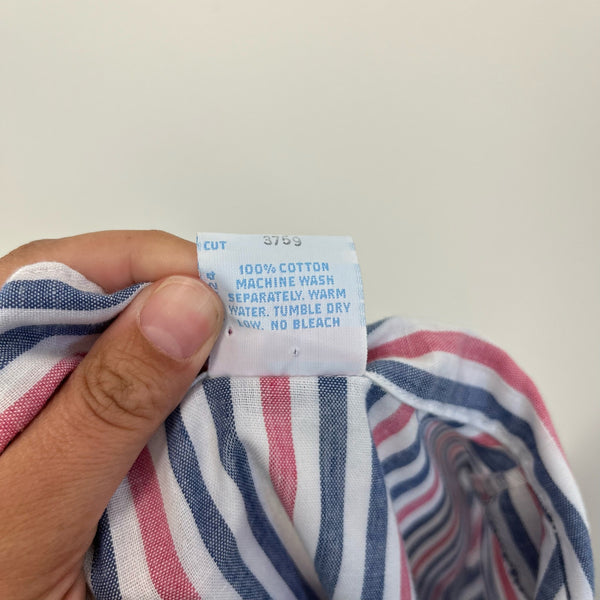 CUT 3759
100% COTTON
MACHINE WASH
SEPARATELY. WARM
WATER. TUMBLE DRY
LOW. NO BLEACH